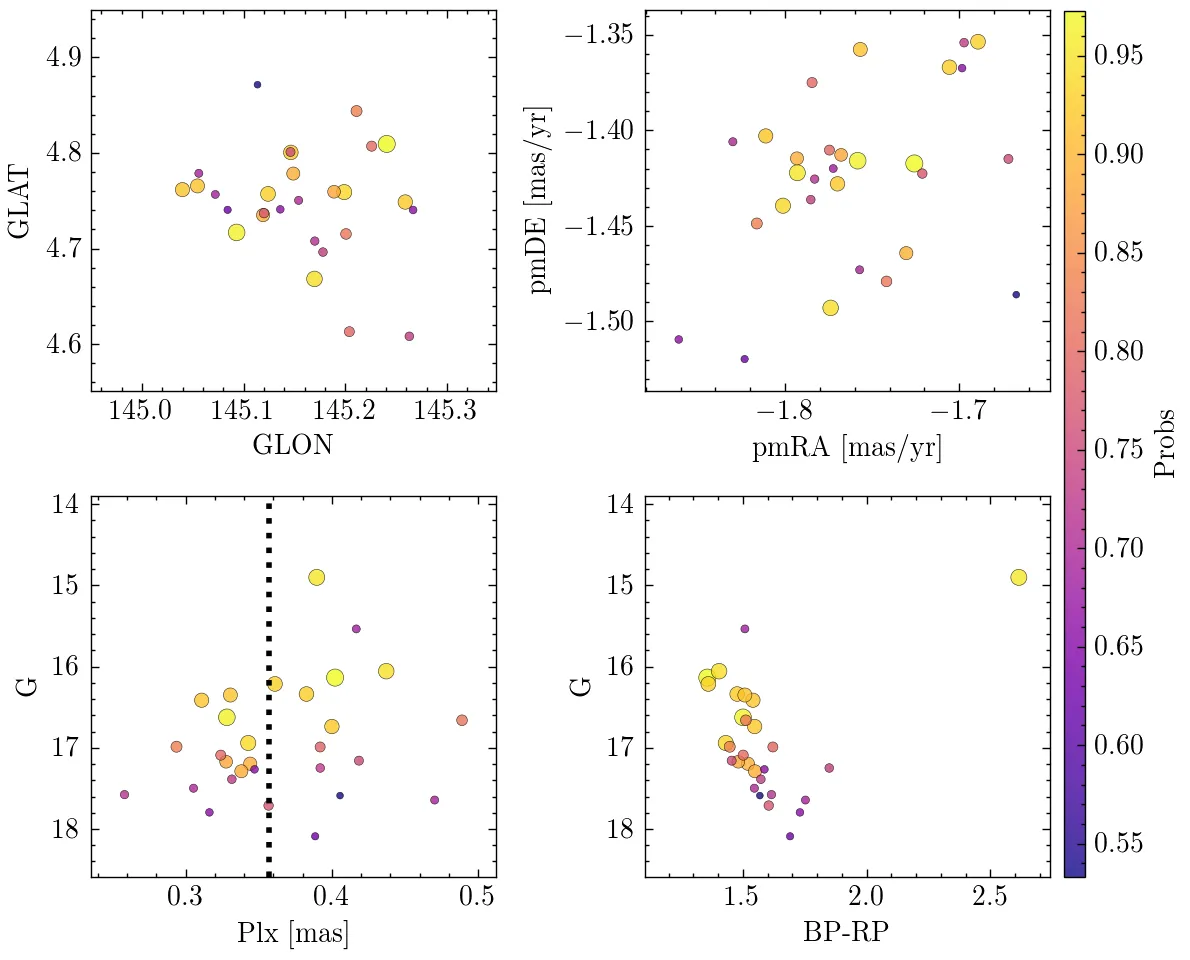 4.9
4.8
4.7
4.6
GLAT
145.0 145.1 145.2 145.3
GLON
−1.35
−1.40
−1.45
−1.50
pmDE [mas/yr]
−1.8 −1.7
pmRA [mas/yr]
14
15
16
17
18
G
0.3 0.4 0.5
Plx [mas]
14
15
16
17
18
G
1.5 2.0 2.5
BP-RP
0.95
0.90
0.85
0.80
0.75
0.70
0.65
0.60
0.55
Probs